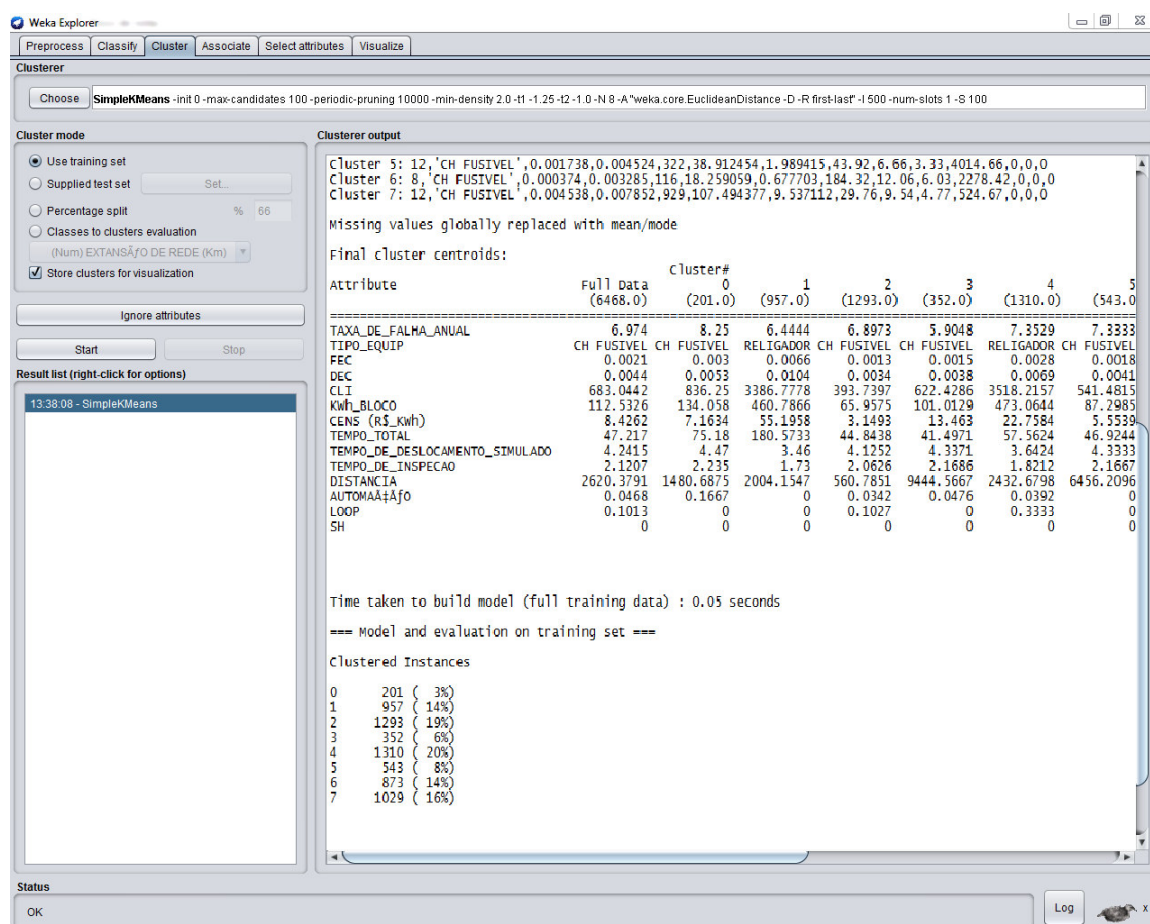 Weka Explorer
Preprocess Classify Cluster Associate Select attributes Visualize
Clusterer
Choose SimpleKMeans -init 0 -max-candidates 100 -periodic-pruning 10000 -min-density 2.0 -t1 -1.25 -t2 -1.0 -N 8 -A "weka.core.EuclideanDistance -D -R first-last" -I 500 -num-slots 1 -S 100
Cluster mode
Use training set
Supplied test set Set...
Percentage split % 66
Classes to clusters evaluation
(Num) EXTANSÃƒO DE REDE (Km)
Store clusters for visualization
Ignore attributes
Start Stop
Result list (right-click for options)
13:38:08 - SimpleKMeans
Clusterer output
Cluster 5: 12,'CH FUSIVEL',0.001738,0.004524,322,38.912454,1.989415,43.92,6.66,3.33,4014.66,0,0,0
Cluster 6: 8,'CH FUSIVEL',0.000374,0.003285,116,18.259059,0.677703,184.32,12.06,6.03,2278.42,0,0,0
Cluster 7: 12,'CH FUSIVEL',0.004538,0.007852,929,107.494377,9.537112,29.76,9.54,4.77,524.67,0,0,0
Missing values globally replaced with mean/mode
Final cluster centroids:
Cluster#
Attribute Full Data 0 1 2 3 4 5
(6468.0) (201.0) (957.0) (1293.0) (352.0) (1310.0) (543.0
================================================================
TAXA_DE_FALHA_ANUAL 6.974 8.25 6.4444 6.8973 5.9048 7.3529 7.3333
TIPO_EQUIP CH FUSIVEL CH FUSIVEL RELIGADOR CH FUSIVEL CH FUSIVEL RELIGADOR CH FUSIVEL
FEC 0.0021 0.003 0.0066 0.0013 0.0015 0.0028 0.0018
DEC 0.0044 0.0053 0.0104 0.0034 0.0038 0.0069 0.0041
CLI 683.0442 836.25 3386.7778 393.7397 622.4286 3518.2157 541.4815
KWh_BLOCO 112.5326 134.058 460.7866 65.9575 101.0129 473.0644 87.2985
CENS (R$_KWh) 8.4262 7.1634 55.1958 3.1493 13.463 22.7584 5.5539
TEMPO_TOTAL 47.217 75.18 180.5733 44.8438 41.4971 57.5624 46.9244
TEMPO_DE_DESLOCAMENTO_SIMULADO 4.2415 4.47 3.46 4.1252 4.3371 3.6424 4.3333
TEMPO_DE_INSPECAO 2.1207 2.235 1.73 2.0626 2.1686 1.8212 2.1667
DISTANCIA 2620.3791 1480.6875 2004.1547 560.7851 9444.5667 2432.6798 6456.2096
AUTOMAÃ‡ÃƒO 0.0468 0.1667 0 0.0342 0.0476 0.0392 0
LOOP 0.1013 0 0 0.1027 0 0.3333 0
SH 0 0 0 0 0 0 0
Time taken to build model (full training data) : 0.05 seconds
=== Model and evaluation on training set ===
Clustered Instances
0 201 ( 3%)
1 957 ( 14%)
2 1293 ( 19%)
3 352 ( 6%)
4 1310 ( 20%)
5 543 ( 8%)
6 873 ( 14%)
7 1029 ( 16%)
Status
OK
Log
x